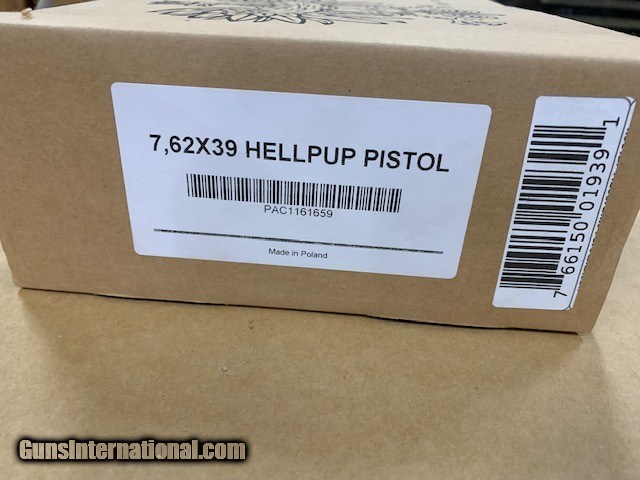 7,62X39 HELLPUP PISTOL
PAC1161659
Made in Poland
7 66150 01939 1
GunsInternational.com